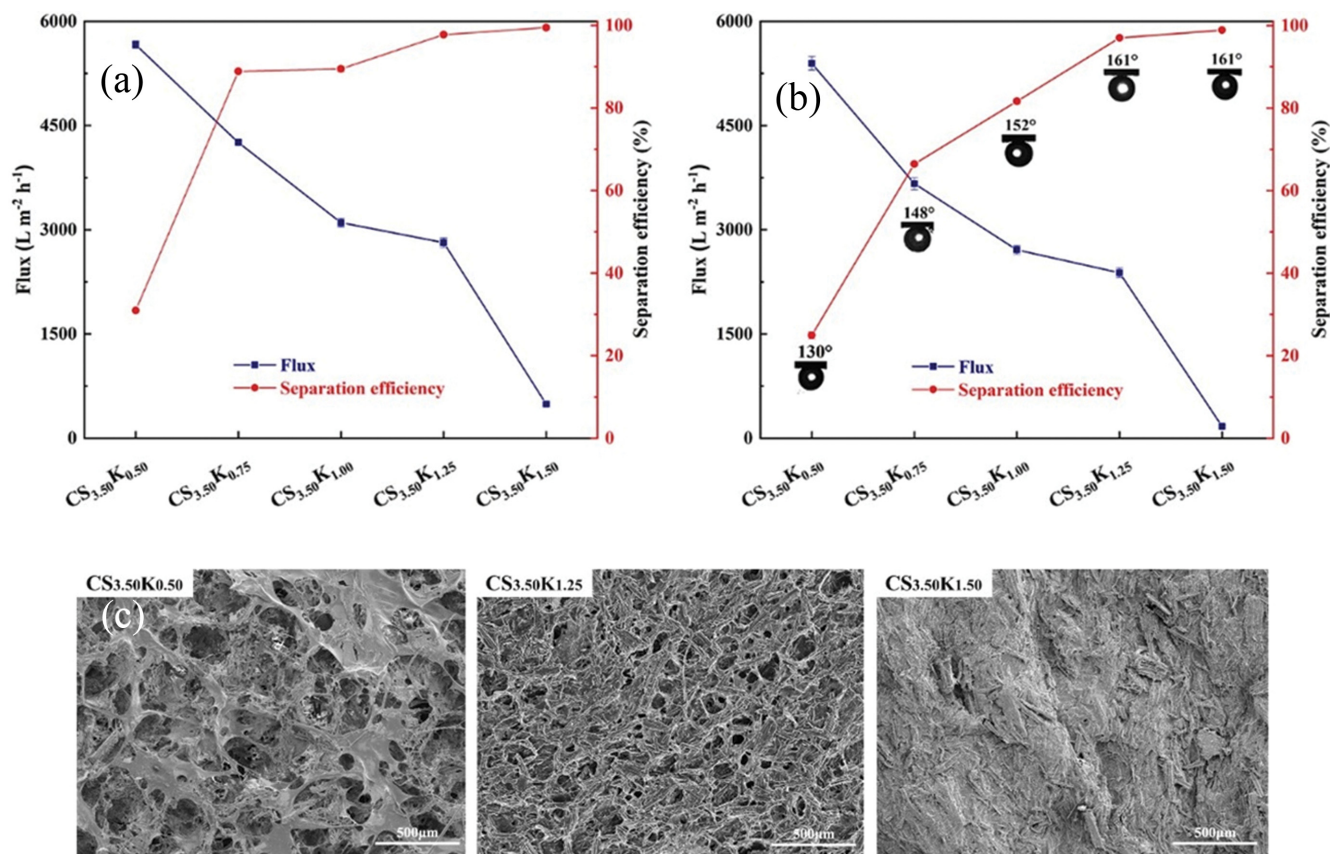 (a)
6000
4500
3000
1500
0
Flux (L m⁻² h⁻¹)
100
80
60
40
20
0
Separation efficiency (%)
Flux
Separation efficiency
CS₃.₅₀K₀.₅₀
CS₃.₅₀K₀.₇₅
CS₃.₅₀K₁.₀₀
CS₃.₅₀K₁.₂₅
CS₃.₅₀K₁.₅₀
(b)
6000
4500
3000
1500
0
Flux (L m⁻² h⁻¹)
100
80
60
40
20
0
Separation efficiency (%)
130°
148°
152°
161°
161°
Flux
Separation efficiency
CS₃.₅₀K₀.₅₀
CS₃.₅₀K₀.₇₅
CS₃.₅₀K₁.₀₀
CS₃.₅₀K₁.₂₅
CS₃.₅₀K₁.₅₀
CS3.50K0.50
(c)
500μm
CS3.50K1.25
500μm
CS3.50K1.50
500μm